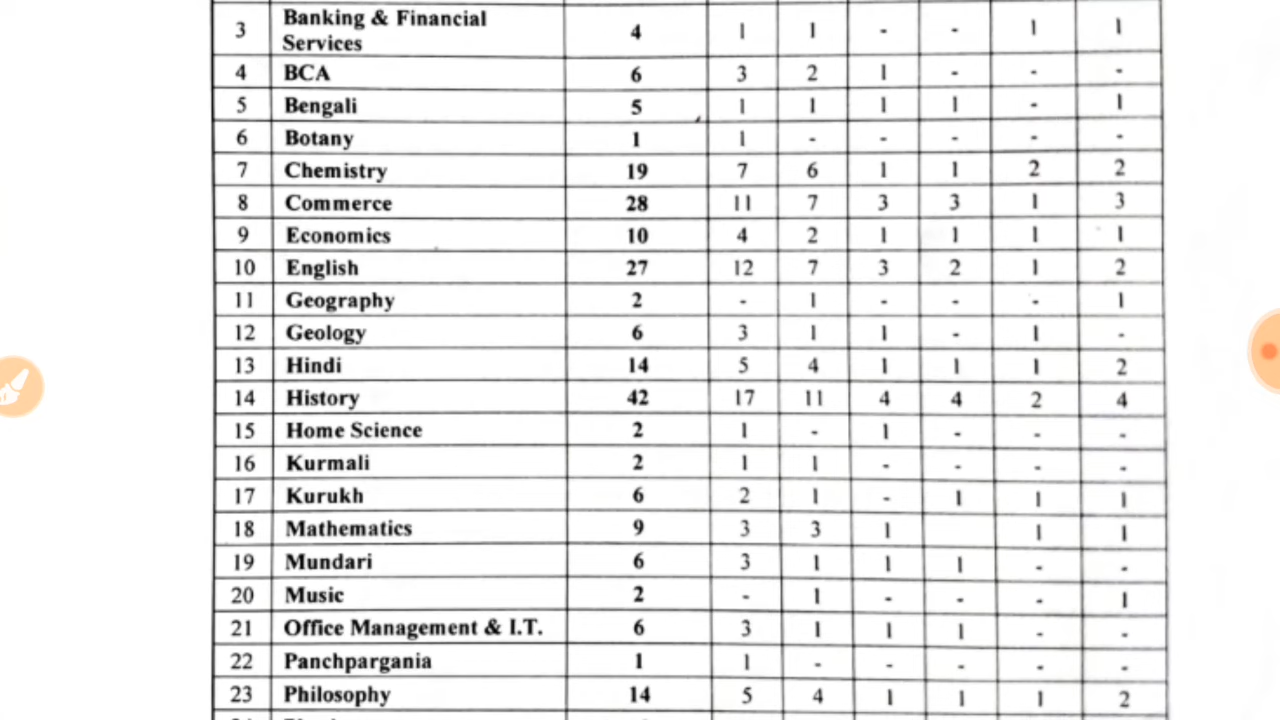 3 Banking & Financial Services 4 1 1 - - 1 1
4 BCA 6 3 2 1 - - -
5 Bengali 5 1 1 1 1 - 1
6 Botany 1 1 - - - - -
7 Chemistry 19 7 6 1 1 2 2
8 Commerce 28 11 7 3 3 1 3
9 Economics 10 4 2 1 1 1 1
10 English 27 12 7 3 2 1 2
11 Geography 2 - 1 - - - 1
12 Geology 6 3 1 1 - 1 -
13 Hindi 14 5 4 1 1 1 2
14 History 42 17 11 4 4 2 4
15 Home Science 2 1 - 1 - - -
16 Kurmali 2 1 1 - - - -
17 Kurukh 6 2 1 - 1 1 1
18 Mathematics 9 3 3 1 1 1
19 Mundari 6 3 1 1 1 - -
20 Music 2 - 1 - - - 1
21 Office Management & I.T. 6 3 1 1 1 - -
22 Panchpargania 1 1 - - - - -
23 Philosophy 14 5 4 1 1 1 2